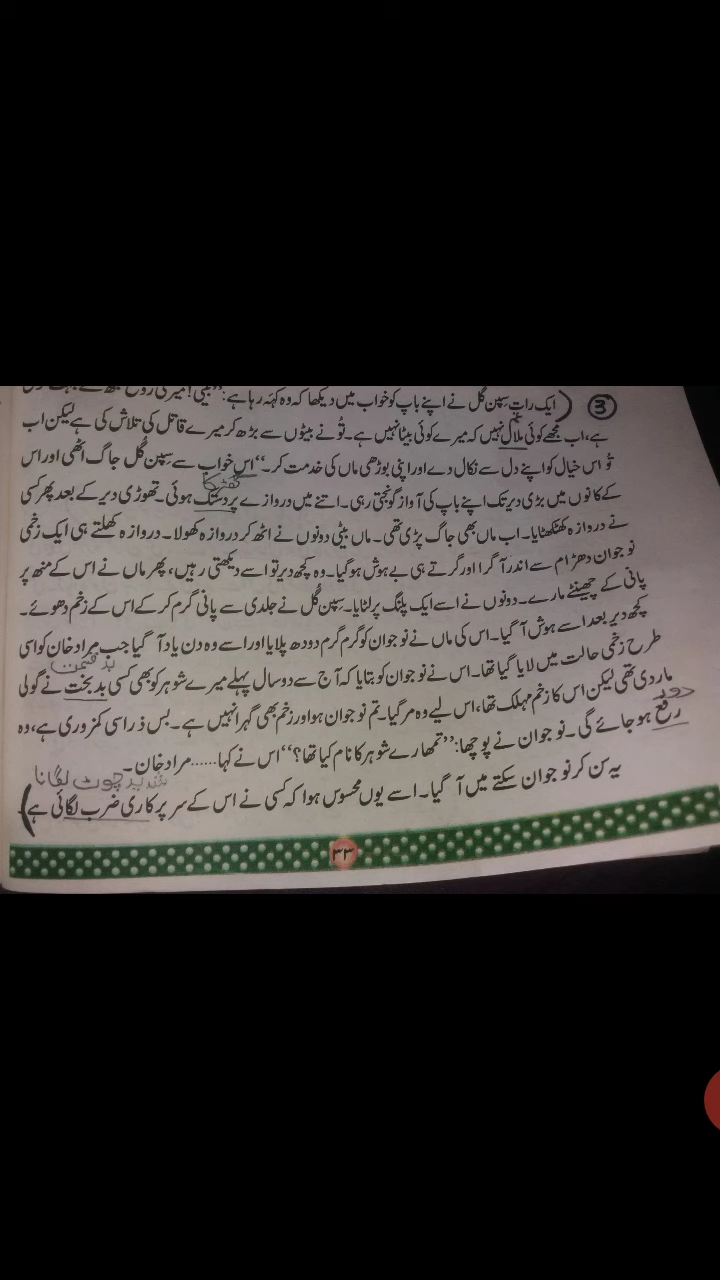 ③ (ایک رات سپن گل نے اپنے باپ کو خواب میں دیکھا کہ وہ کہہ رہا ہے: ”بیٹی! میری روح
ہے، اب مجھے کوئی ملال نہیں کہ میرے کوئی بیٹا نہیں ہے۔ تُو نے بیٹوں سے بڑھ کر میرے قاتل کی تلاش کی ہے لیکن اب
غم
تُو اس خیال کو اپنے دل سے نکال دے اور اپنی بوڑھی ماں کی خدمت کر۔“ اس خواب سے سپن گُل جاگ اٹھی اور اس
کے کانوں میں بڑی دیر تک اپنے باپ کی آواز گونجتی رہی۔ اتنے میں دروازے پر دستک ہوئی۔ تھوڑی دیر کے بعد پھر کسی
نے دروازہ کھٹکھٹایا۔ اب ماں بھی جاگ پڑی تھی۔ ماں بیٹی دونوں نے اٹھ کر دروازہ کھولا۔ دروازہ کھلتے ہی ایک زخمی
نوجوان دھڑام سے اندر آ گرا اور گرتے ہی بے ہوش ہو گیا۔ وہ کچھ دیر تو اسے دیکھتی رہیں، پھر ماں نے اس کے منھ پر
پانی کے چھینٹے مارے۔ دونوں نے اسے ایک پلنگ پر لٹایا۔ سپن گُل نے جلدی سے پانی گرم کر کے اس کے زخم دھوئے۔
کچھ دیر بعد اسے ہوش آ گیا۔ اس کی ماں نے نوجوان کو گرم گرم دودھ پلایا اور اسے وہ دن یاد آ گیا جب مراد خان کو اسی
طرح زخمی حالت میں لایا گیا تھا۔ اس نے نوجوان کو بتایا کہ آج سے دو سال پہلے میرے شوہر کو بھی کسی بدبخت نے گولی
بد قسمت
مار دی تھی لیکن اس کا زخم مہلک تھا، اس لیے وہ مر گیا۔ تم نوجوان ہو اور زخم بھی گہرا نہیں ہے۔ بس ذرا سی کمزوری ہے، وہ
دور
رفع ہو جائے گی۔ نوجوان نے پوچھا: ”تمھارے شوہر کا نام کیا تھا؟“ اس نے کہا...... مراد خان۔
یہ سن کر نوجوان سکتے میں آ گیا۔ اسے یوں محسوس ہوا کہ کسی نے اس کے سر پر کاری ضرب لگائی ہے)
شدید چوٹ لگانا
۳۳